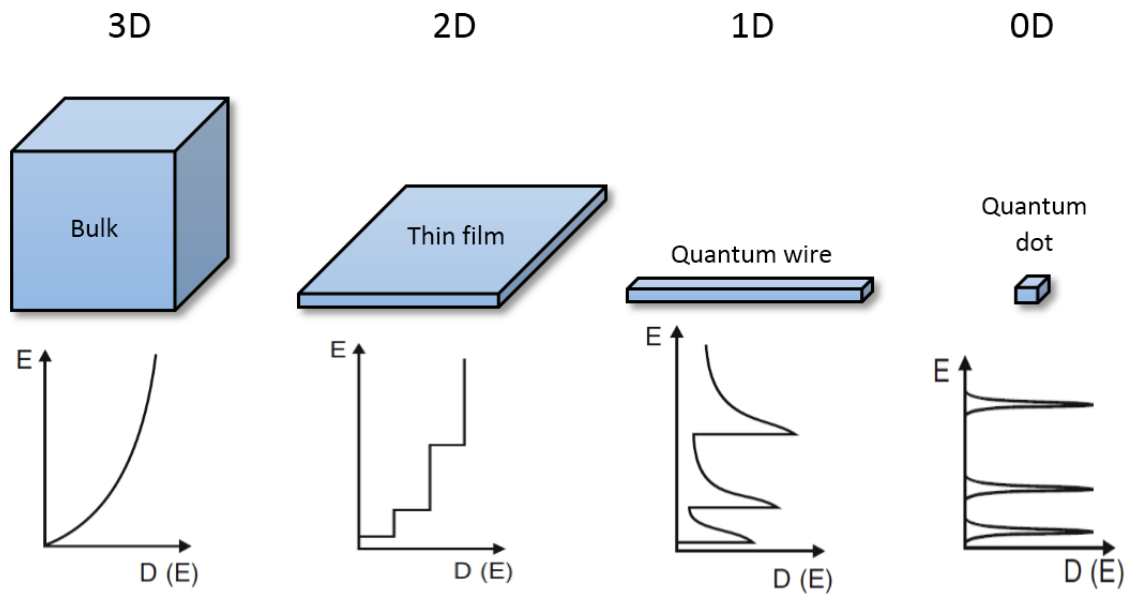 3D
2D
1D
0D
Bulk
Thin film
Quantum wire
Quantum
dot
E
D (E)
E
D (E)
E
D (E)
E
D (E)